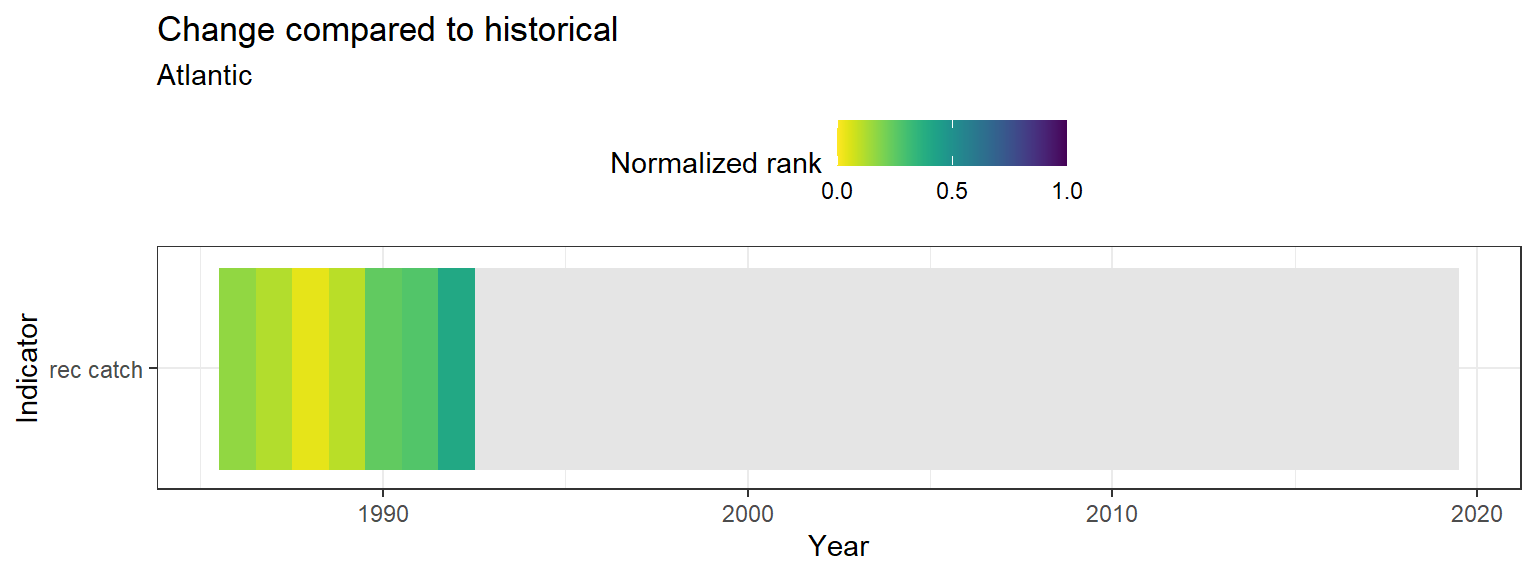 Change compared to historical
Atlantic
Normalized rank
0.0 0.5 1.0
Indicator
rec catch
1990 2000 2010 2020
Year